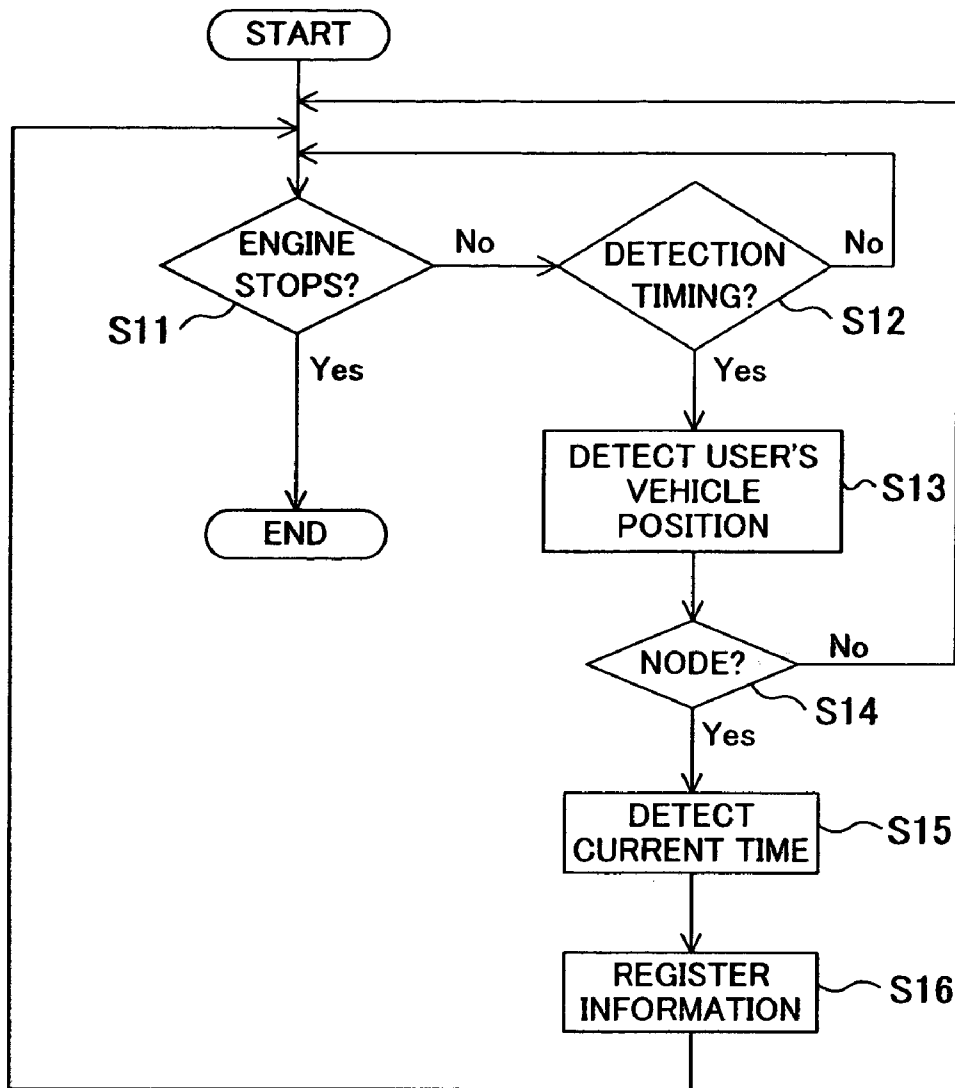 START
ENGINE
STOPS?
No
S11
Yes
END
DETECTION
TIMING?
No
S12
Yes
DETECT USER'S
VEHICLE
POSITION
S13
NODE?
No
S14
Yes
DETECT
CURRENT TIME
S15
REGISTER
INFORMATION
S16